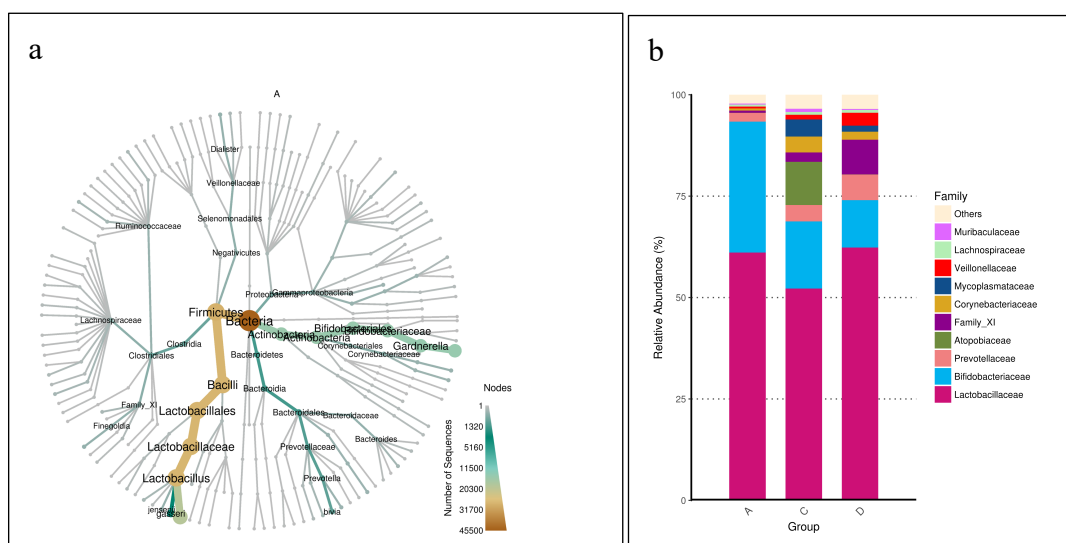 a
A
Dialister
Veillonellaceae
Selenomonadales
Negativicutes
Ruminococcaceae
Proteobacteria
Gammaproteobacteria
Firmicutes
Bacteria
Lachnospiraceae
Clostridia
Clostridiales
Actinobacteria
Actinobacteria
Bifidobacteriales
Bifidobacteriaceae
Gardnerella
Corynebacteriales
Corynebacteriaceae
Bacteroidetes
Bacilli
Bacteroidia
Family_XI
Finegoldia
Lactobacillales
Bacteroidales
Bacteroidaceae
Bacteroides
Lactobacillaceae
Prevotellaceae
Lactobacillus
Prevotella
jensenii
gasseri
bivia
Nodes
Number of Sequences
1
1320
5160
11500
20300
31700
45500
b
Relative Abundance (%)
100
75
50
25
0
A
C
D
Group
Family
Others
Muribaculaceae
Lachnospiraceae
Veillonellaceae
Mycoplasmataceae
Corynebacteriaceae
Family_XI
Atopobiaceae
Prevotellaceae
Bifidobacteriaceae
Lactobacillaceae